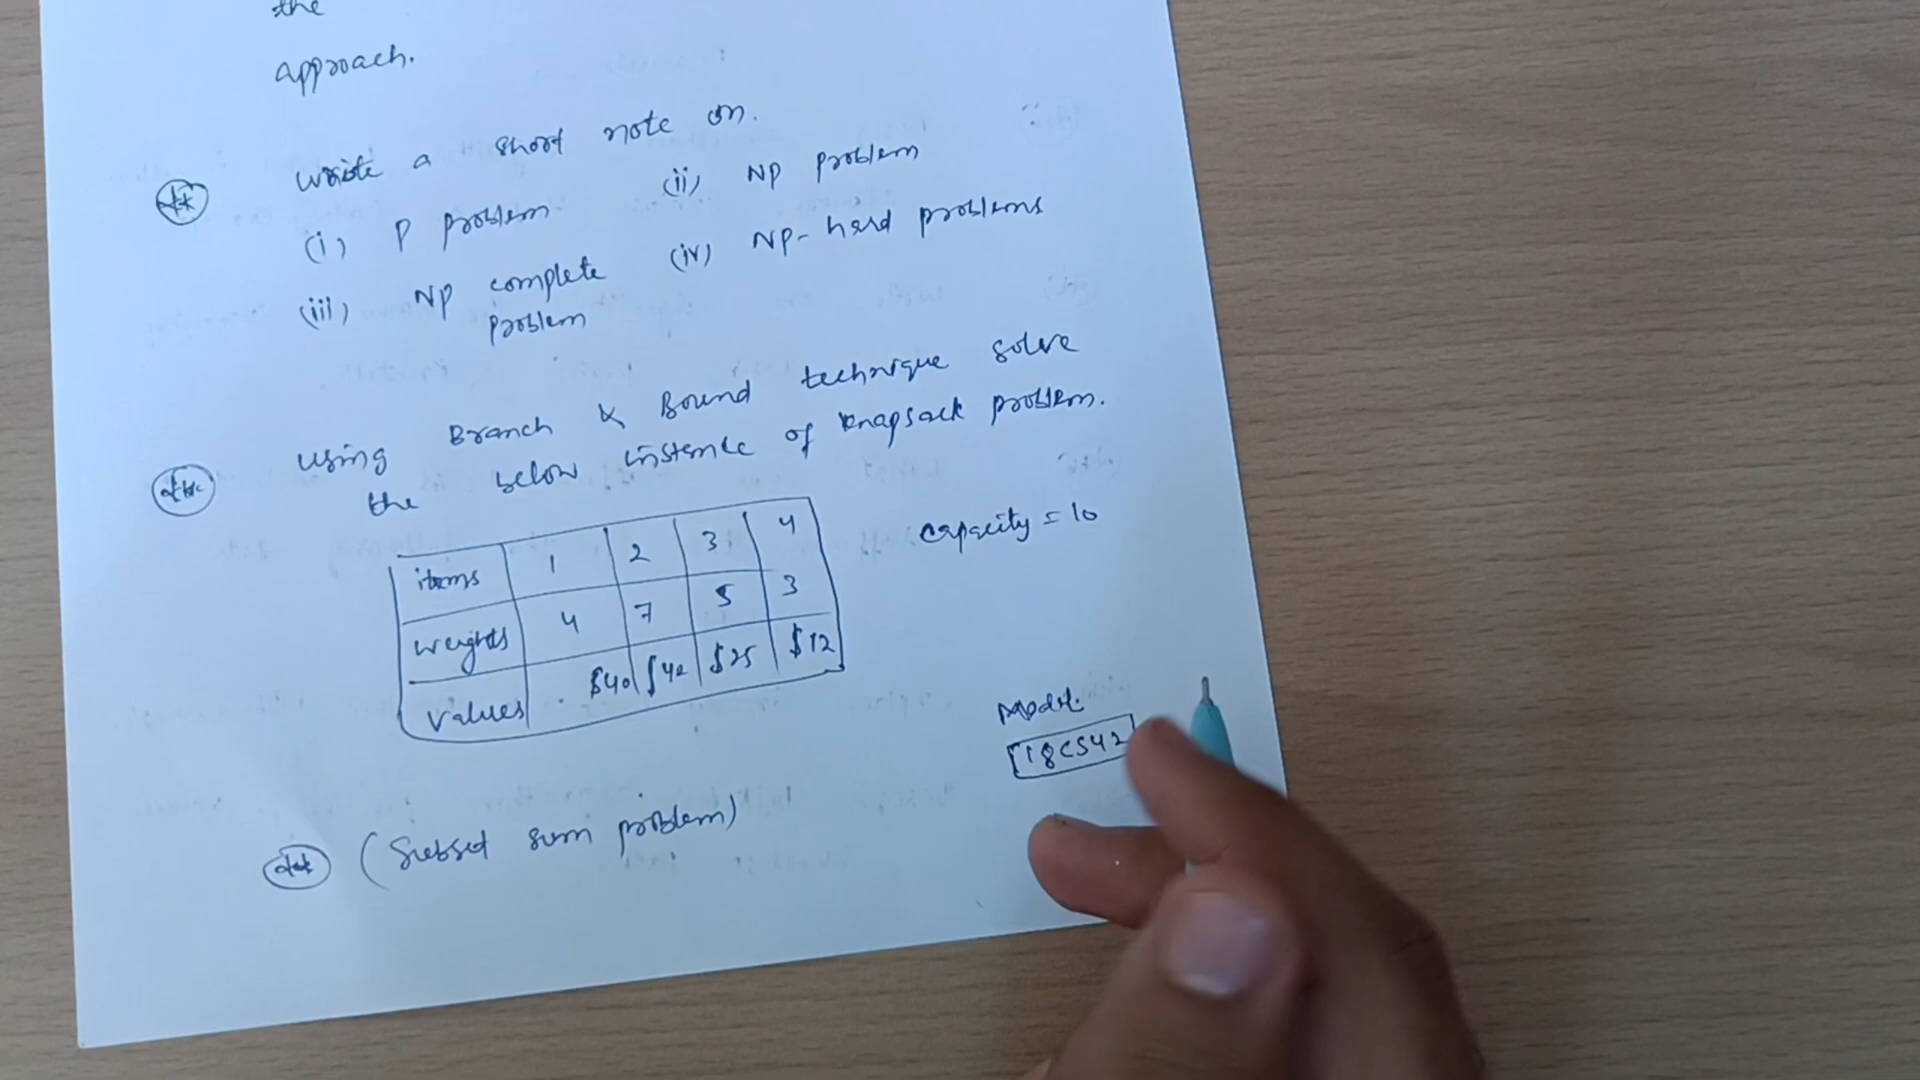 the
approach.
write a short note on.
(i) P problem (ii) NP problem
(iii) NP complete problem (iv) NP-hard problems
using Branch & Bound technique solve
the below instence of knapsack problem.
items 1 2 3 4
weights 4 7 5 3
values $40 $42 $25 $12
capacity = 10
Model.
18CS42
(Subset sum problem)